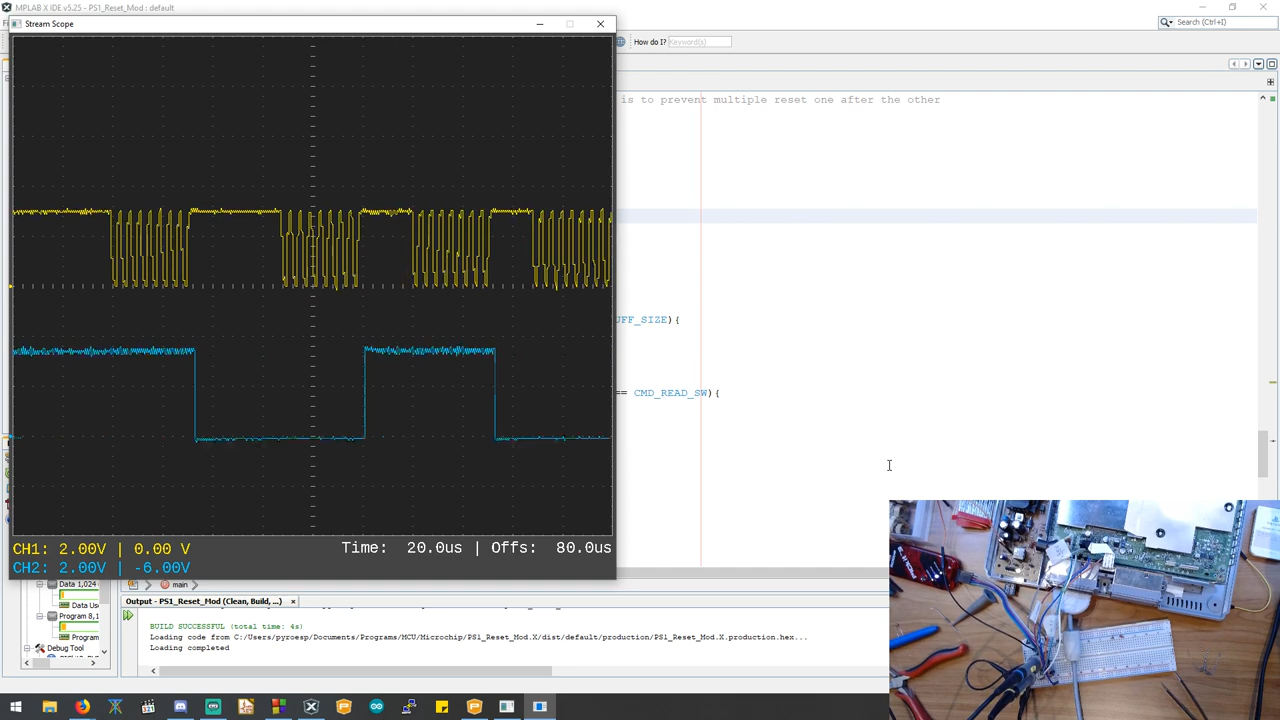 MPLAB X IDE v5.25 - PS1_Reset_Mod : default
Stream Scope
How do I? Keyword(s)
Search (Ctrl+I)
is to prevent multiple reset one after the other
UFF_SIZE){
== CMD_READ_SW){
CH1: 2.00V | 0.00 V
Time: 20.0us | Offs: 80.0us
CH2: 2.00V | -6.00V
Data 1,024
main
Data Us
Output - PS1_Reset_Mod (Clean, Build, ...)
Program 8,1
BUILD SUCCESSFUL (total time: 4s)
Program
Loading code from C:/Users/pyroesp/Documents/Programs/MCU/Microchip/PS1_Reset_Mod.X/dist/default/production/PS1_Reset_Mod.X.production.hex...
Debug Tool
Loading completed